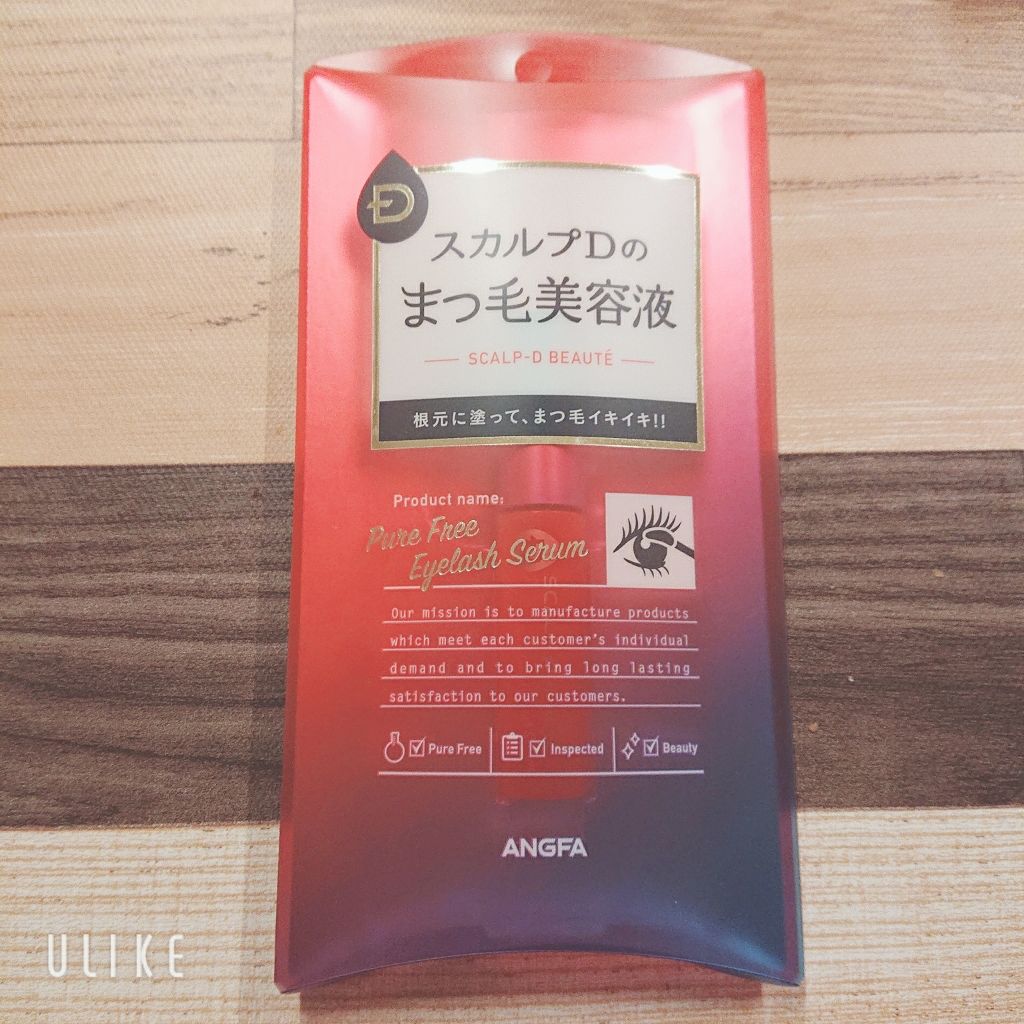 Đ
スカルプDの
まつ毛美容液
SCALP-D BEAUTÉ
根元に塗って、まつ毛イキイキ!!
Product name:
Pure Free
Eyelash Serum
Our mission is to manufacture products
which meet each customer's individual
demand and to bring long lasting
satisfaction to our customers.
Pure Free Inspected Beauty
ANGFA
ULIKE